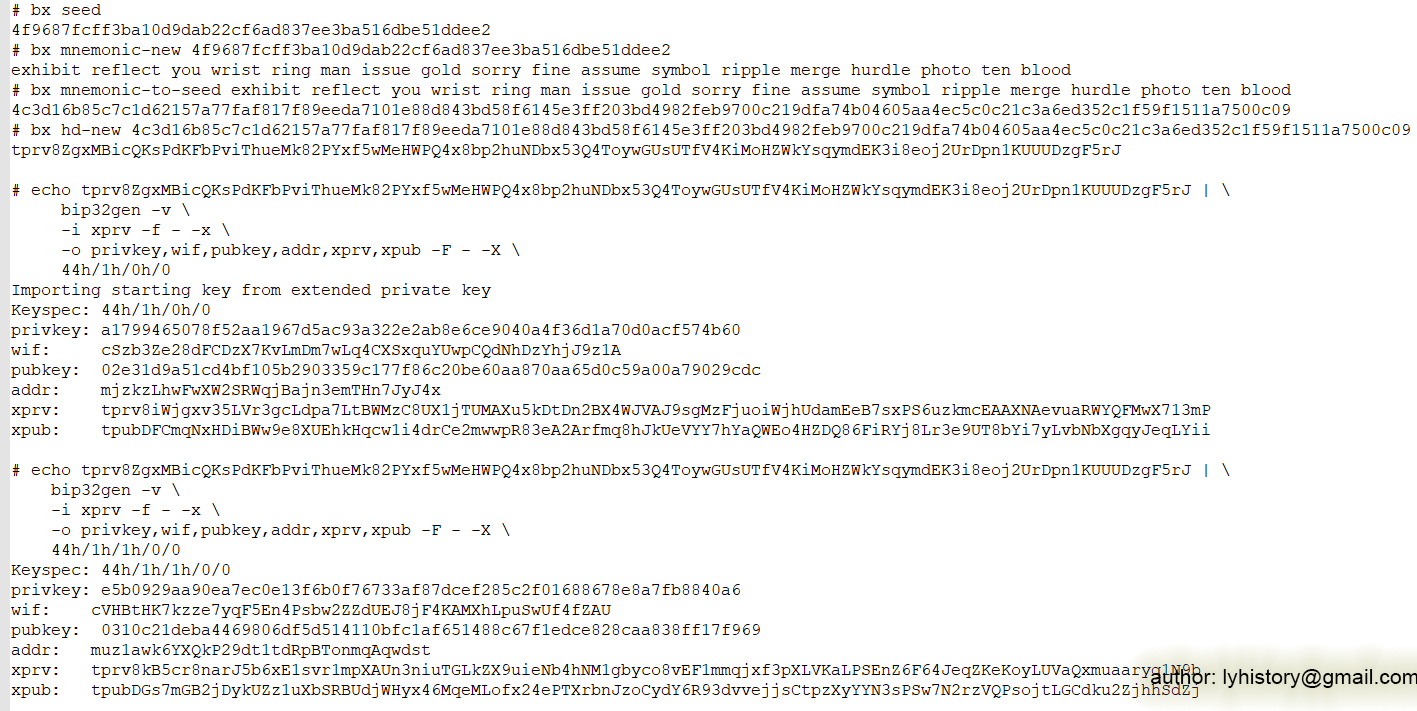 # bx seed
4f9687fcff3ba10d9dab22cf6ad837ee3ba516dbe51ddee2
# bx mnemonic-new 4f9687fcff3ba10d9dab22cf6ad837ee3ba516dbe51ddee2
exhibit reflect you wrist ring man issue gold sorry fine assume symbol ripple merge hurdle photo ten blood
# bx mnemonic-to-seed exhibit reflect you wrist ring man issue gold sorry fine assume symbol ripple merge hurdle photo ten blood
4c3d16b85c7c1d62157a77faf817f89eeda7101e88d843bd58f6145e3ff203bd4982feb9700c219dfa74b04605aa4ec5c0c21c3a6ed352c1f59f1511a7500c09
# bx hd-new 4c3d16b85c7c1d62157a77faf817f89eeda7101e88d843bd58f6145e3ff203bd4982feb9700c219dfa74b04605aa4ec5c0c21c3a6ed352c1f59f1511a7500c09
tprv8ZgxMBicQKsPdKFbPviThueMk82PYxf5wMeHWPQ4x8bp2huNDbx53Q4ToywGUsUTfV4KiMoHZWkYsqymdEK3i8eoj2UrDpn1KUUUDzgF5rJ
# echo tprv8ZgxMBicQKsPdKFbPviThueMk82PYxf5wMeHWPQ4x8bp2huNDbx53Q4ToywGUsUTfV4KiMoHZWkYsqymdEK3i8eoj2UrDpn1KUUUDzgF5rJ | \
bip32gen -v \
-i xprv -f - -x \
-o privkey,wif,pubkey,addr,xprv,xpub -F - -X \
44h/1h/0h/0
Importing starting key from extended private key
Keyspec: 44h/1h/0h/0
privkey: a1799465078f52aa1967d5ac93a322e2ab8e6ce9040a4f36d1a70d0acf574b60
wif: cSzb3Ze28dFCDzX7KvLmDm7wLq4CXSxquYUwpCQdNhDzYhjJ9z1A
pubkey: 02e31d9a51cd4bf105b2903359c177f86c20be60aa870aa65d0c59a00a79029cdc
addr: mjzkzLhwFwXW2SRWqjBajn3emTHn7JyJ4x
xprv: tprv8iWjgxv35LVr3gcLdpa7LtBWMzC8UX1jTUMAXu5kDtDn2BX4WJVAJ9sgMzFjuoiWjhUdamEeB7sxPS6uzkmcEAAXNAevuaRWYQFMwX713mP
xpub: tpubDFCmqNxHDiBWw9e8XUEhkHqcw1i4drCe2mwwpR83eA2Arfmq8hJkUeVYY7hYaQWEo4HZDQ86FiRYj8Lr3e9UT8bYi7yLvbNbXgqyJeqLYii
# echo tprv8ZgxMBicQKsPdKFbPviThueMk82PYxf5wMeHWPQ4x8bp2huNDbx53Q4ToywGUsUTfV4KiMoHZWkYsqymdEK3i8eoj2UrDpn1KUUUDzgF5rJ | \
bip32gen -v \
-i xprv -f - -x \
-o privkey,wif,pubkey,addr,xprv,xpub -F - -X \
44h/1h/1h/0/0
Keyspec: 44h/1h/1h/0/0
privkey: e5b0929aa90ea7ec0e13f6b0f76733af87dcef285c2f01688678e8a7fb8840a6
wif: cVHBtHK7kzze7yqF5En4Psbw2ZZdUEJ8jF4KAMXhLpuSwUf4fZAU
pubkey: 0310c21deba4469806df5d514110bfc1af651488c67f1edce828caa838ff17f969
addr: muz1awk6YXQkP29dt1tdRpBTonmqAqwdst
xprv:
xpub:
author: lyhistory@gmail.com